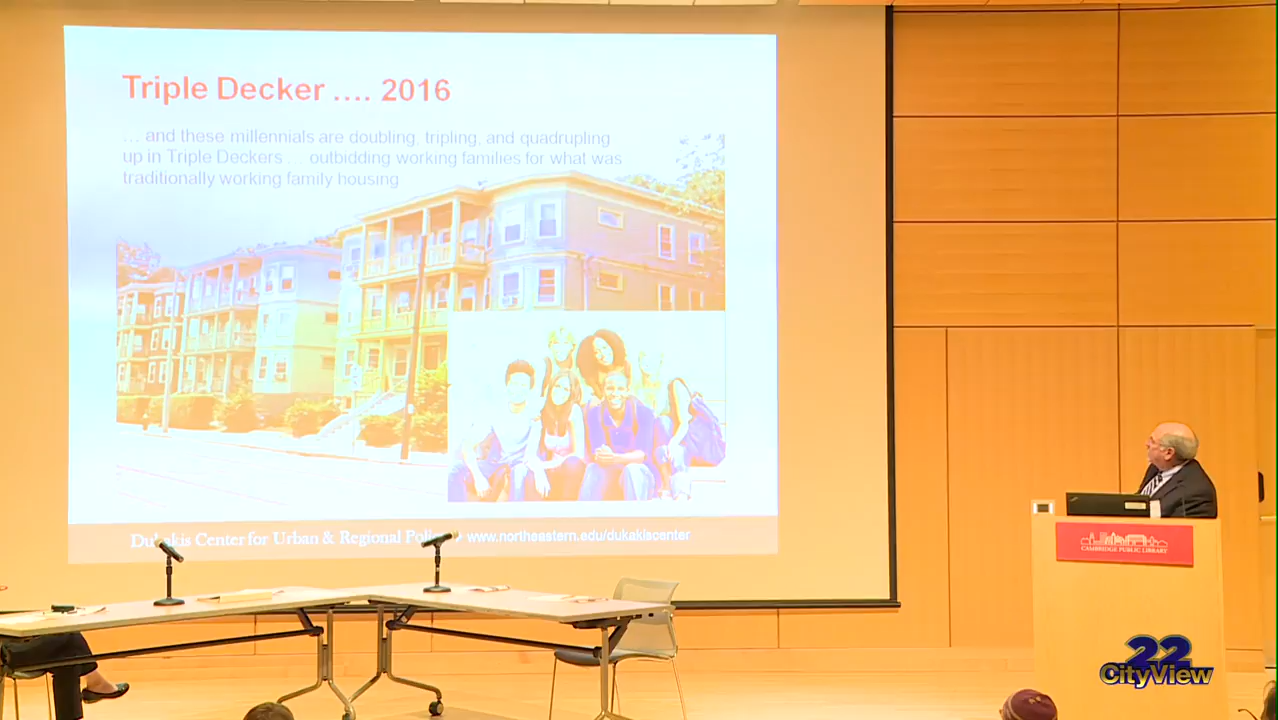 Triple Decker .... 2016
... and these millennials are doubling, tripling, and quadrupling
up in Triple Deckers ... outbidding working families for what was
traditionally working family housing
Dukakis Center for Urban & Regional Policy • www.northeastern.edu/dukakiscenter
CAMBRIDGE PUBLIC LIBRARY
22
CityView